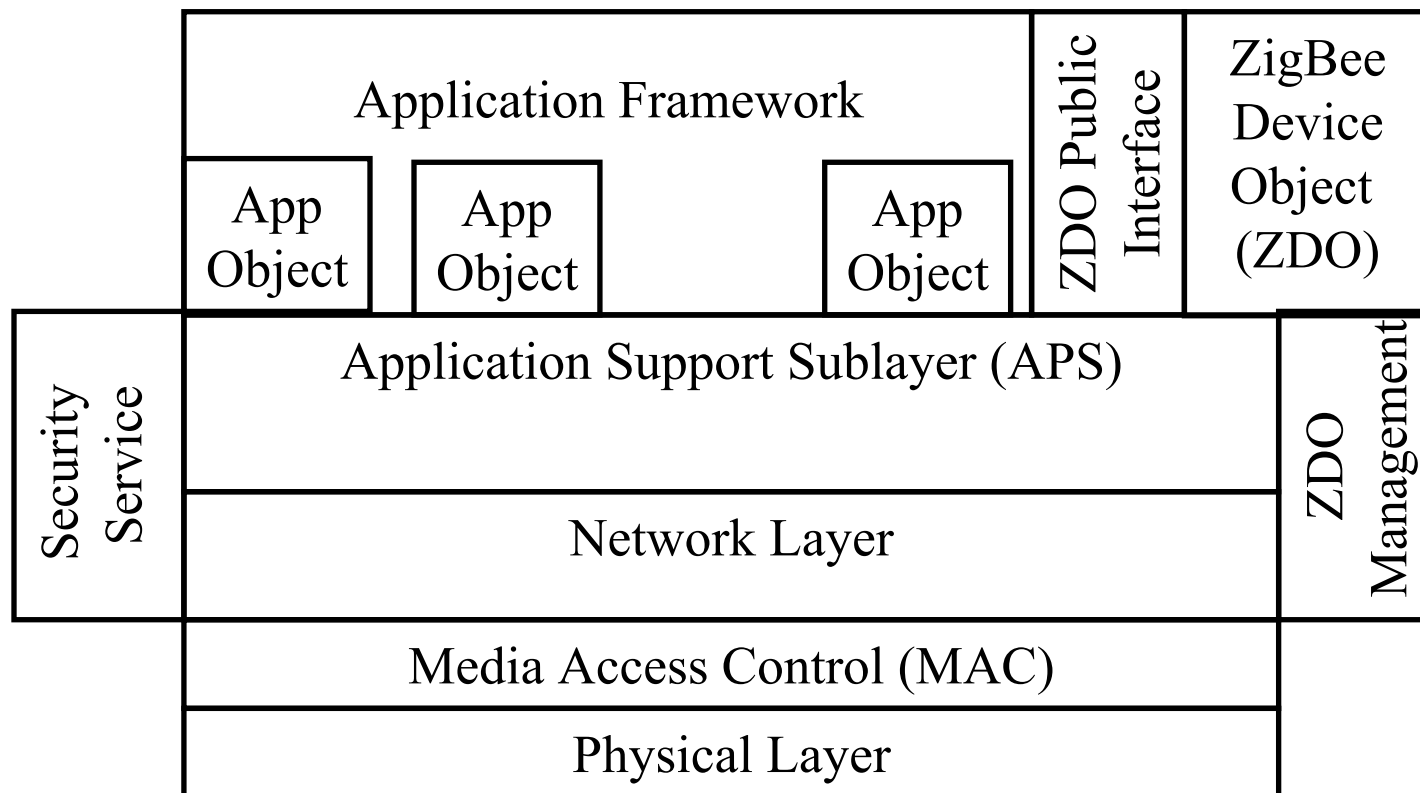 Application Framework
ZDO Public
Interface
ZigBee
Device
Object
(ZDO)
App
Object
App
Object
App
Object
Security
Service
Application Support Sublayer (APS)
ZDO
Management
Network Layer
Media Access Control (MAC)
Physical Layer